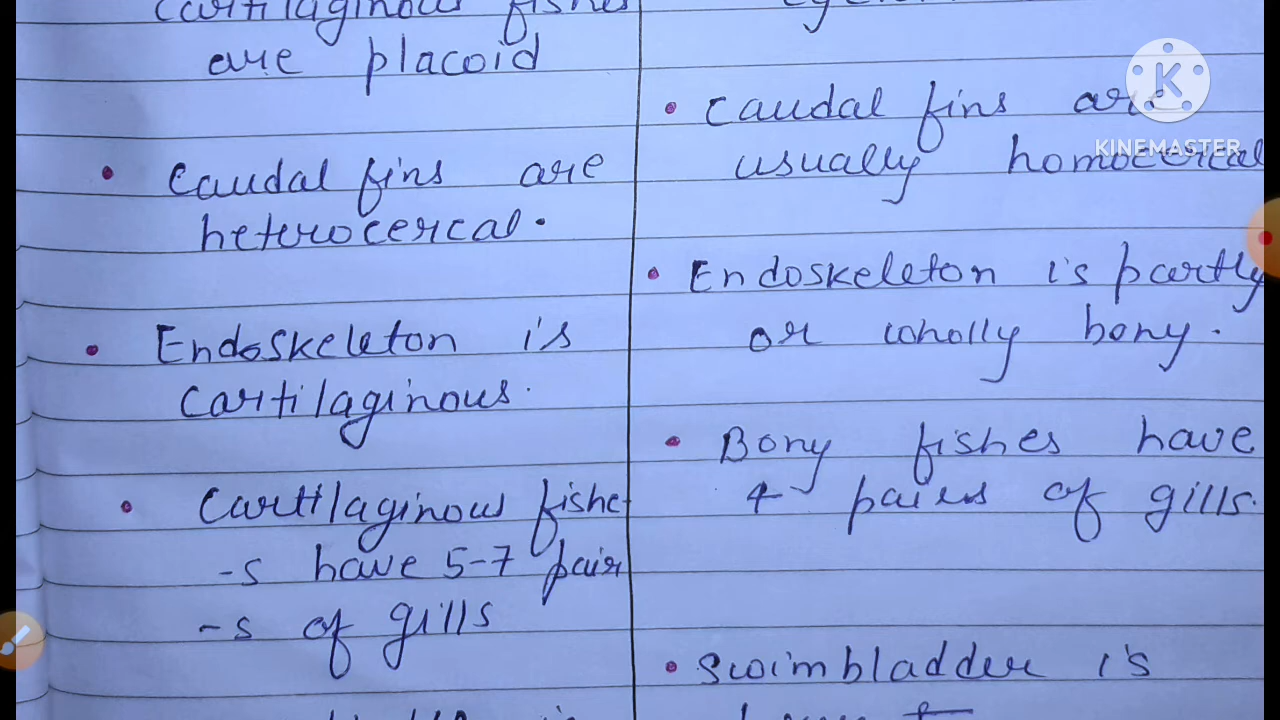 cartilaginous fishes
are placoid
• Caudal fins are
heterocercal.
• Endoskeleton is
cartilaginous.
• Cartilaginous fishe
-s have 5-7 pair
-s of gills
• Caudal fins are
usually homocercal
• Endoskeleton is partly
or wholly bony.
• Bony fishes have
4 pairs of gills.
• Swimbladder is
KINEMASTER